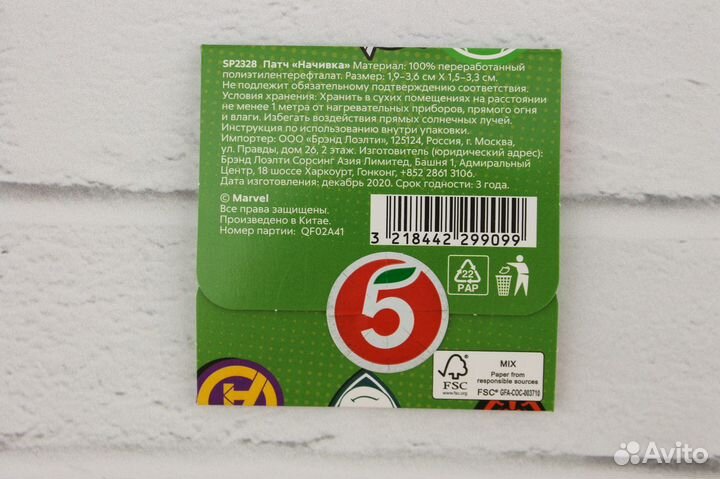 SP2328 Патч «Начивка» Материал: 100% переработанный
полиэтилентерефталат. Размер: 1,9–3,6 см X 1,5–3,3 см.
Не подлежит обязательному подтверждению соответствия.
Условия хранения: Хранить в сухих помещениях на расстоянии
не менее 1 метра от нагревательных приборов, прямого огня
и влаги. Избегать воздействия прямых солнечных лучей.
Инструкция по использованию внутри упаковки.
Импортер: ООО «Брэнд Лоэлти», 125124, Россия, г. Москва,
ул. Правды, дом 26, 2 этаж. Изготовитель (юридический адрес):
Брэнд Лоэлти Сорсинг Азия Лимитед, Башня 1, Адмиральный
Центр, 18 шоссе Харкоурт, Гонконг, +852 2861 3106.
Дата изготовления: декабрь 2020. Срок годности: 3 года.
© Marvel
Все права защищены.
Произведено в Китае.
Номер партии: QF02A41
3 218442 299099
22
PAP
5
FSC
www.fsc.org
MIX
Paper from
responsible sources
FSC® GFA-COC-003710
Avito